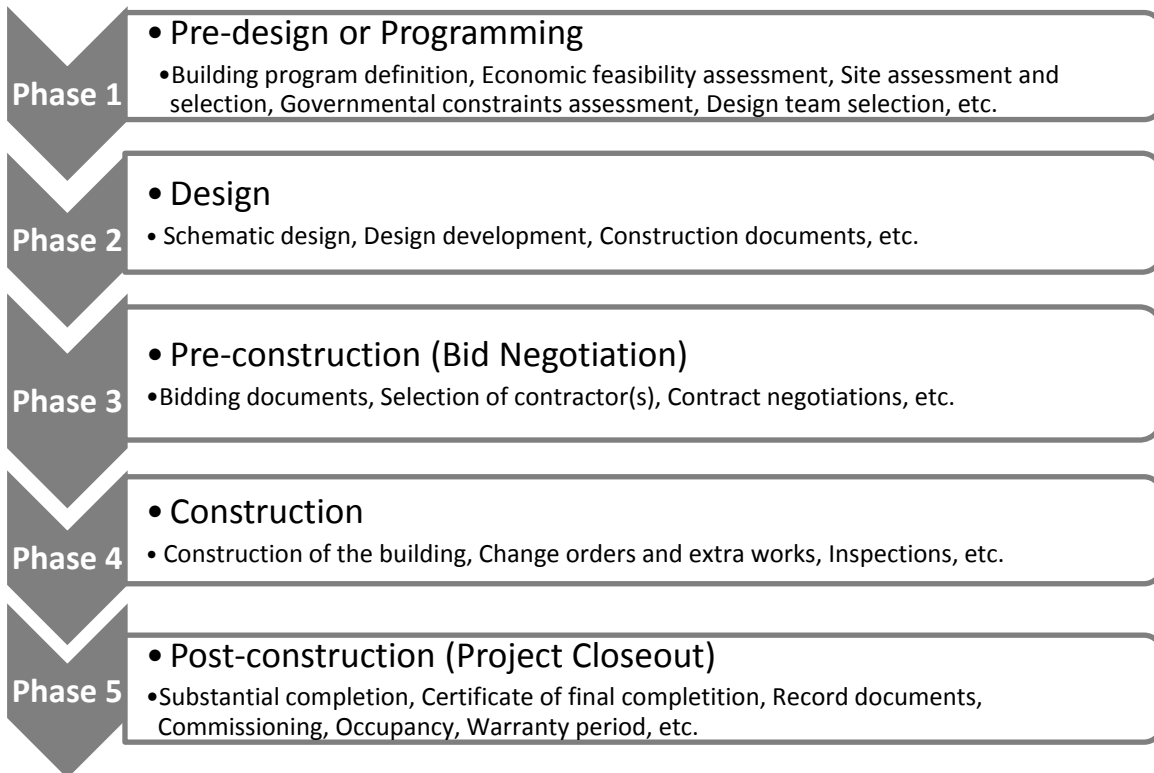 Phase 1
• Pre-design or Programming
•Building program definition, Economic feasibility assessment, Site assessment and
selection, Governmental constraints assessment, Design team selection, etc.
Phase 2
• Design
• Schematic design, Design development, Construction documents, etc.
Phase 3
• Pre-construction (Bid Negotiation)
•Bidding documents, Selection of contractor(s), Contract negotiations, etc.
Phase 4
• Construction
• Construction of the building, Change orders and extra works, Inspections, etc.
Phase 5
• Post-construction (Project Closeout)
•Substantial completion, Certificate of final completition, Record documents,
Commissioning, Occupancy, Warranty period, etc.